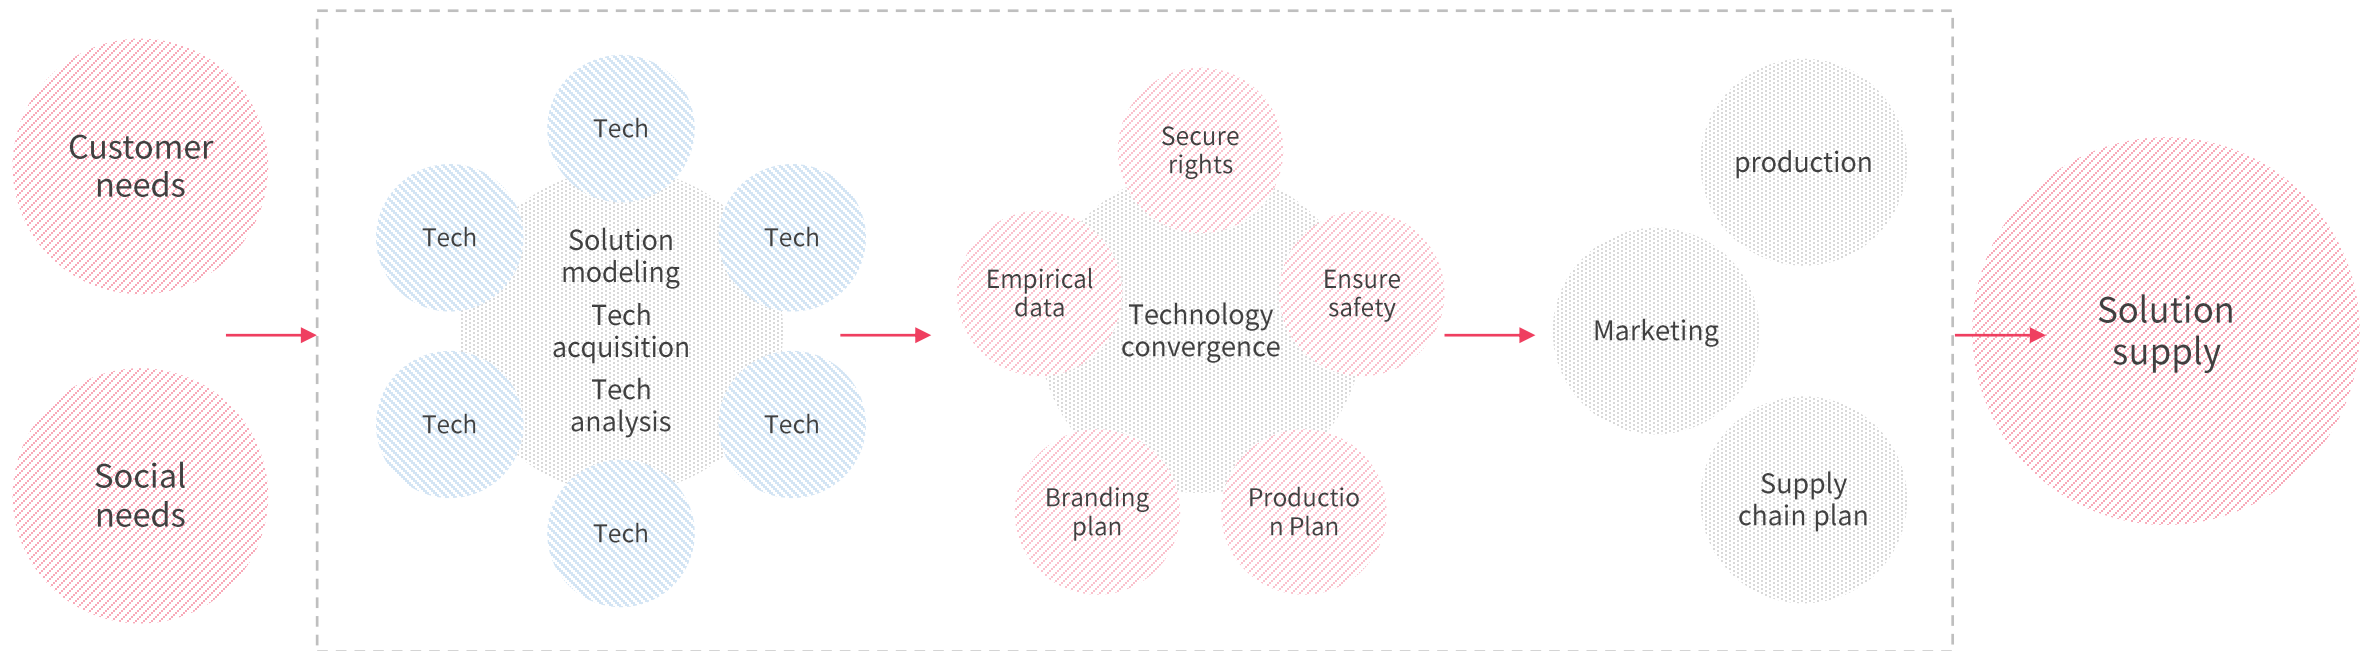 Customer
needs
Social
needs
Tech
Tech
Tech
Solution
modeling
Tech
acquisition
Tech
analysis
Tech
Tech
Tech
Secure
rights
Empirical
data
Ensure
safety
Technology
convergence
Branding
plan
Productio
n Plan
production
Marketing
Supply
chain plan
Solution
supply